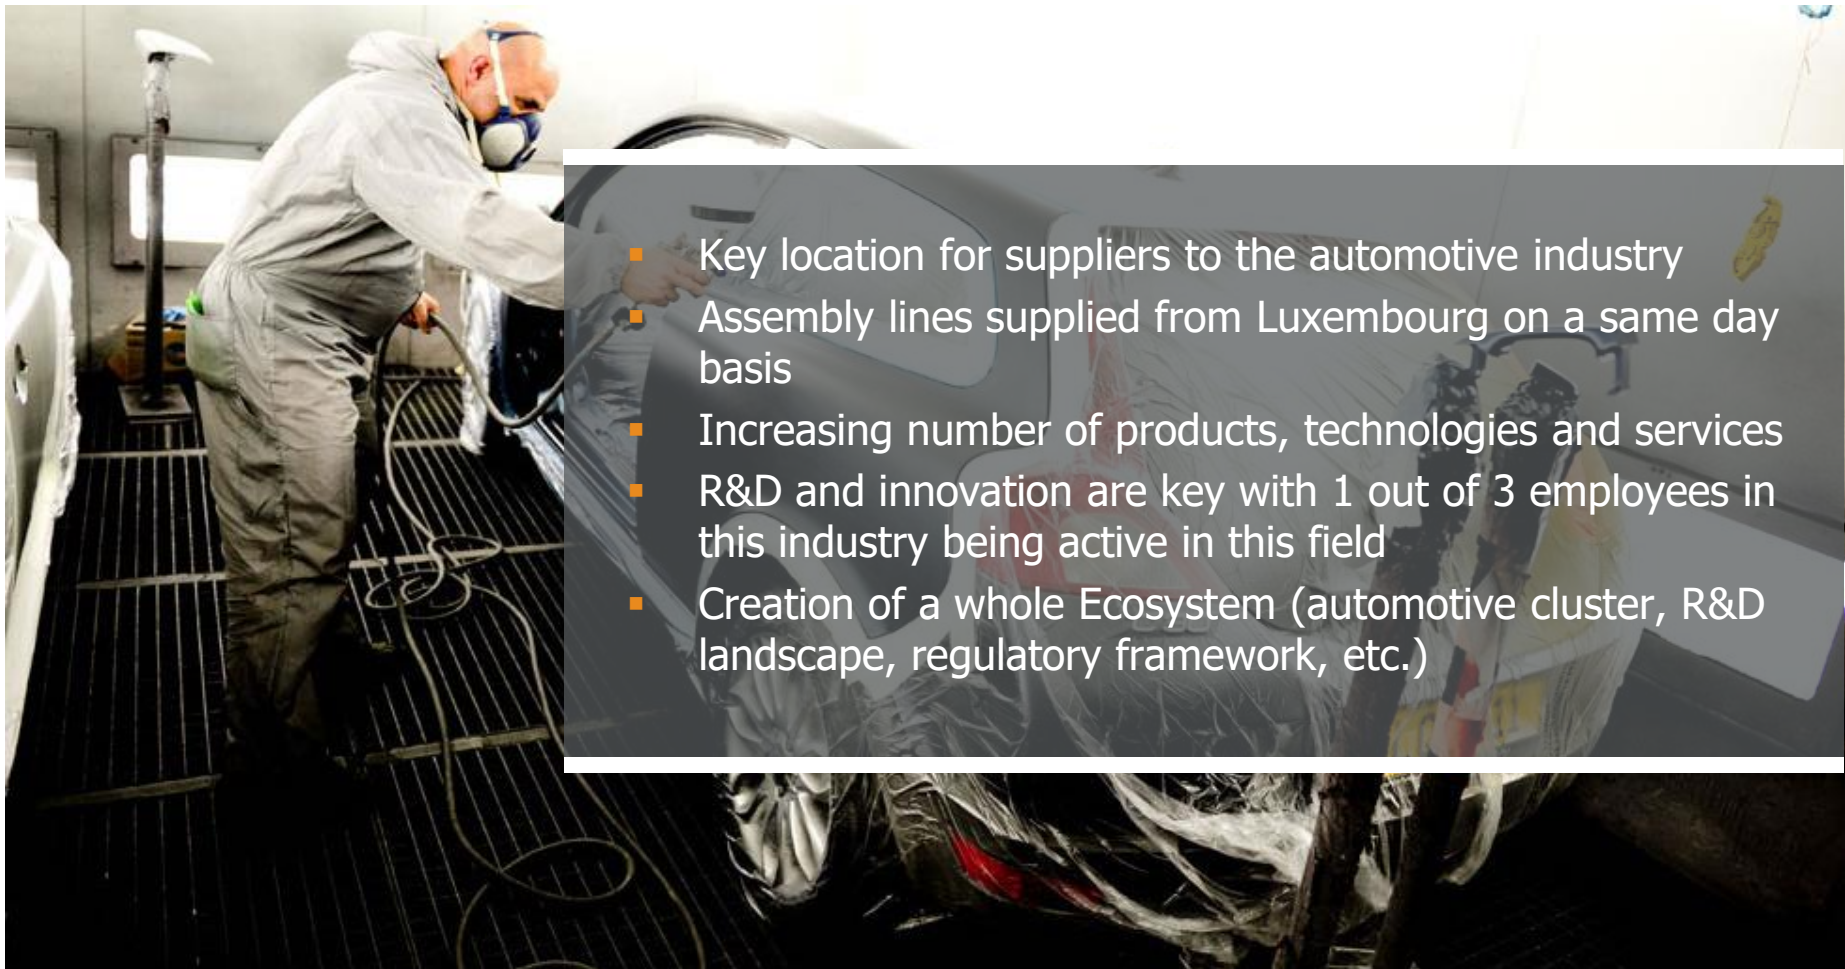 ▪ Key location for suppliers to the automotive industry
▪ Assembly lines supplied from Luxembourg on a same day
basis
▪ Increasing number of products, technologies and services
▪ R&D and innovation are key with 1 out of 3 employees in
this industry being active in this field
▪ Creation of a whole Ecosystem (automotive cluster, R&D
landscape, regulatory framework, etc.)